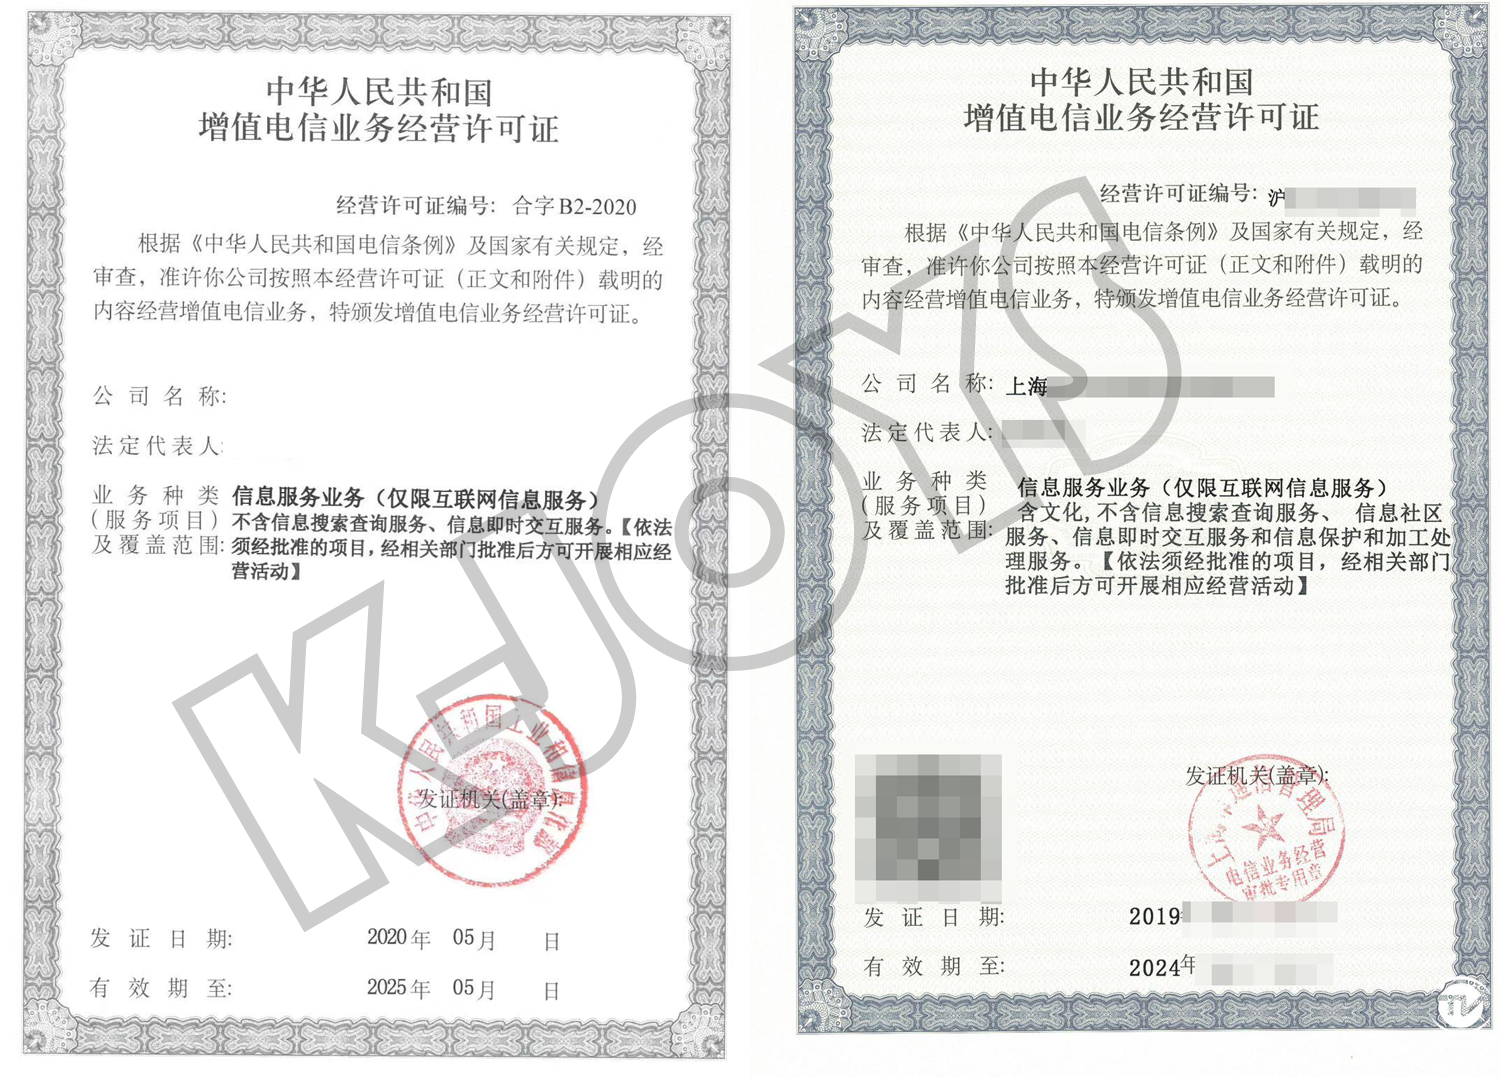 中华人民共和国
增值电信业务经营许可证
经营许可证编号: 合字B2-2020
根据《中华人民共和国电信条例》及国家有关规定，经
审查，准许你公司按照本经营许可证（正文和附件）载明的
内容经营增值电信业务，特颁发增值电信业务经营许可证。
公司名称:
法定代表人:
业务种类
(服务项目)
及覆盖范围:
信息服务业务（仅限互联网信息服务）
不含信息搜索查询服务、信息即时交互服务。【依法
须经批准的项目，经相关部门批准后方可开展相应经
营活动】
中华人民共和国工业和信息化部
发证机关(盖章):
发证日期: 2020年 05月 日
有效期至: 2025年 05月 日
中华人民共和国
增值电信业务经营许可证
经营许可证编号: 沪
根据《中华人民共和国电信条例》及国家有关规定，经
审查，准许你公司按照本经营许可证（正文和附件）载明的
内容经营增值电信业务，特颁发增值电信业务经营许可证。
公司名称: 上海
法定代表人:
业务种类
(服务项目)
及覆盖范围:
信息服务业务（仅限互联网信息服务）
含文化,不含信息搜索查询服务、 信息社区
服务、信息即时交互服务和信息保护和加工处
理服务。【依法须经批准的项目，经相关部门
批准后方可开展相应经营活动】
发证机关(盖章):
上海市通信管理局
电信业务经营
审批专用章
发证日期: 2019
有效期至: 2024年
K-JOYS
TV